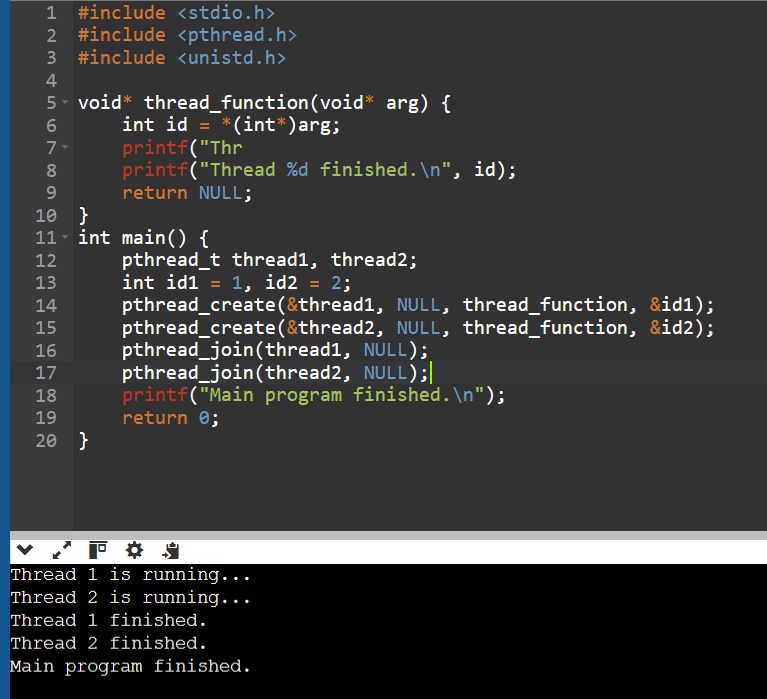 1 #include <stdio.h>
2 #include <pthread.h>
3 #include <unistd.h>
4
5 void* thread_function(void* arg) {
6     int id = *(int*)arg;
7     printf("Thr
8     printf("Thread %d finished.\n", id);
9     return NULL;
10 }
11 int main() {
12     pthread_t thread1, thread2;
13     int id1 = 1, id2 = 2;
14     pthread_create(&thread1, NULL, thread_function, &id1);
15     pthread_create(&thread2, NULL, thread_function, &id2);
16     pthread_join(thread1, NULL);
17     pthread_join(thread2, NULL);
18     printf("Main program finished.\n");
19     return 0;
20 }
Thread 1 is running...
Thread 2 is running...
Thread 1 finished.
Thread 2 finished.
Main program finished.